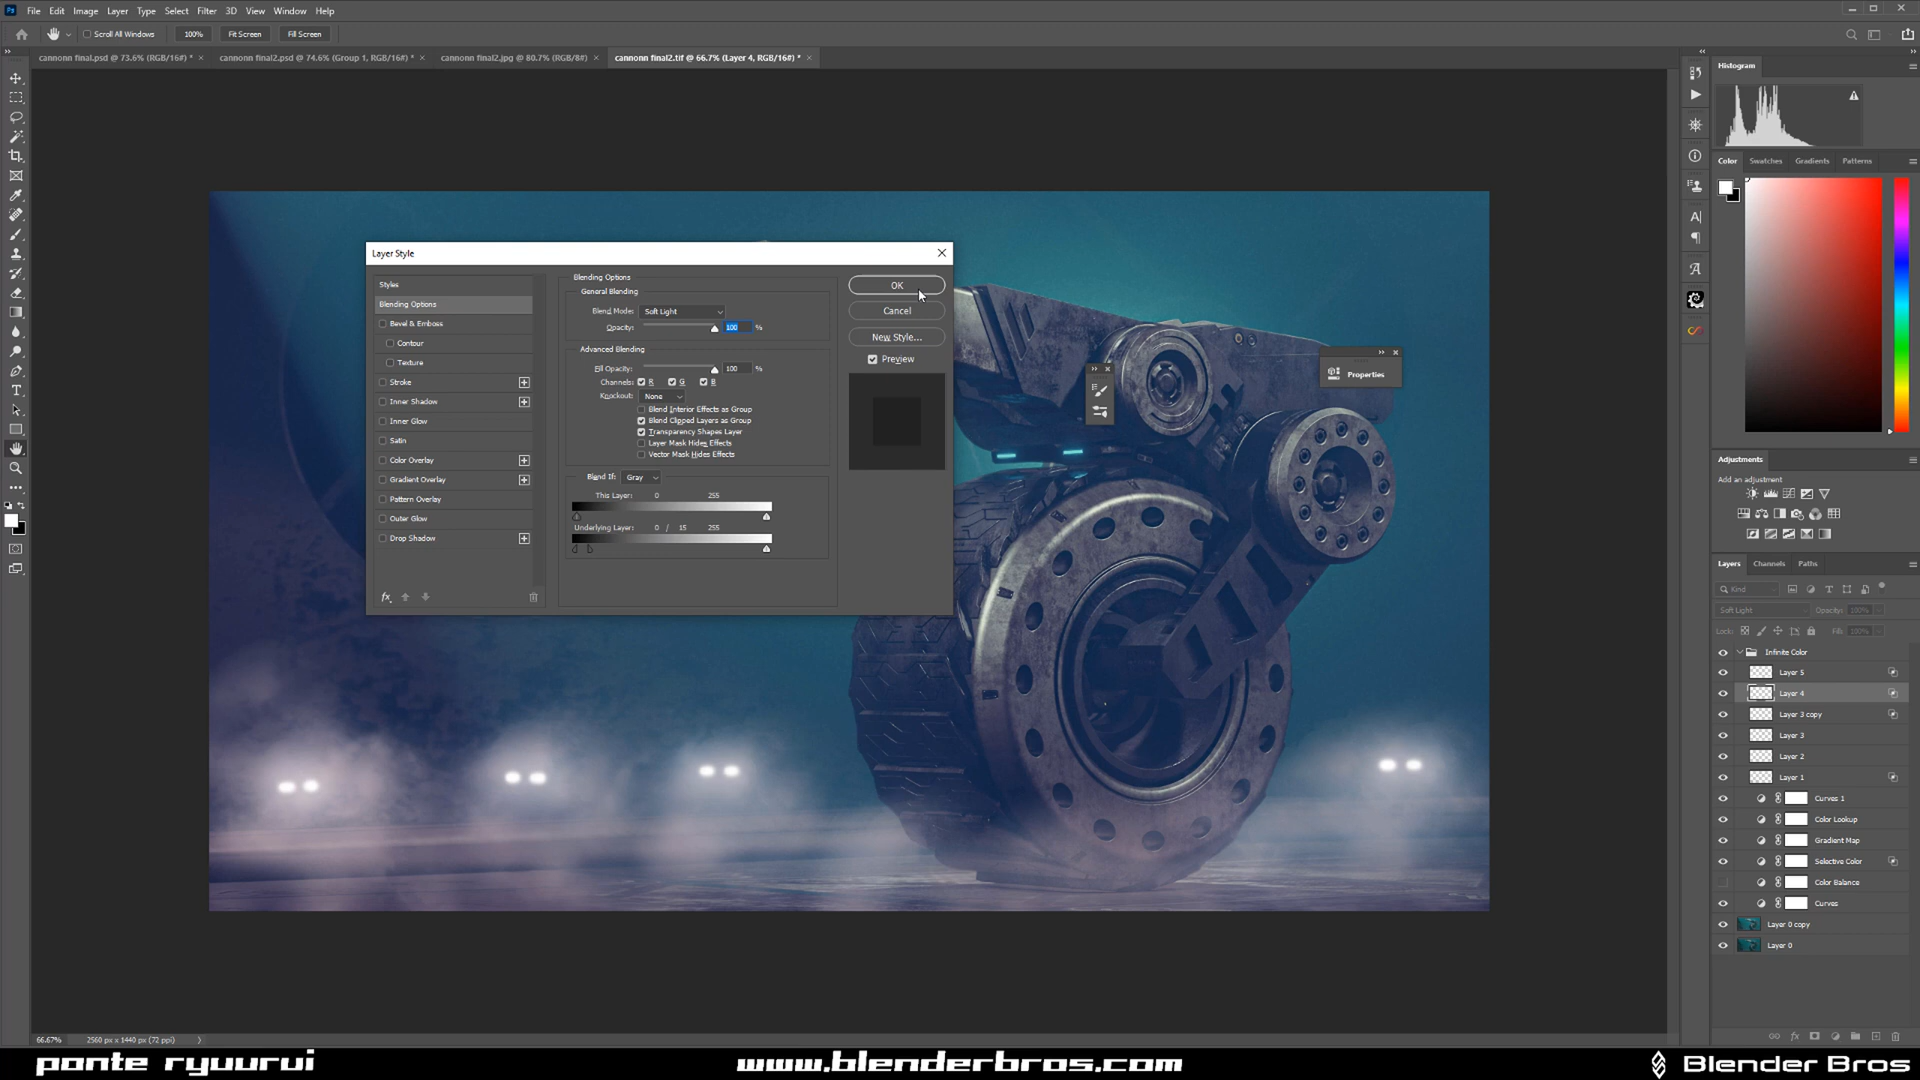 File Edit Image Layer Type Select Filter 3D View Window Help
Scroll All Windows 100% Fit Screen Fill Screen
cannonn final.psd @ 73.6% (RGB/16#) * × cannonn final2.psd @ 74.6% (Group 1, RGB/16#) * × cannonn final2.jpg @ 80.7% (RGB/8#) × cannonn final2.tif @ 66.7% (Layer 4, RGB/16#) * ×
Histogram
Color Swatches Gradients Patterns
Layer Style
Styles
Blending Options
Bevel & Emboss
Contour
Texture
Stroke
Inner Shadow
Inner Glow
Satin
Color Overlay
Gradient Overlay
Pattern Overlay
Outer Glow
Drop Shadow
fx
Blending Options
General Blending
Blend Mode: Soft Light
Opacity: 100 %
Advanced Blending
Fill Opacity: 100 %
Channels: R G B
Knockout: None
Blend Interior Effects as Group
Blend Clipped Layers as Group
Transparency Shapes Layer
Layer Mask Hides Effects
Vector Mask Hides Effects
Blend If: Gray
This Layer: 0 255
Underlying Layer: 0 / 15 255
OK
Cancel
New Style...
Preview
Properties
Adjustments
Add an adjustment
Layers Channels Paths
Kind
Soft Light Opacity: 100%
Lock: Fill: 100%
Infinite Color
Layer 5
Layer 4
Layer 3 copy
Layer 3
Layer 2
Layer 1
Curves 1
Color Lookup
Gradient Map
Selective Color
Color Balance
Curves
Layer 0 copy
Layer 0
66.67% 2560 px x 1440 px (72 ppi)
ponte ryuurui www.blenderbros.com Blender Bros